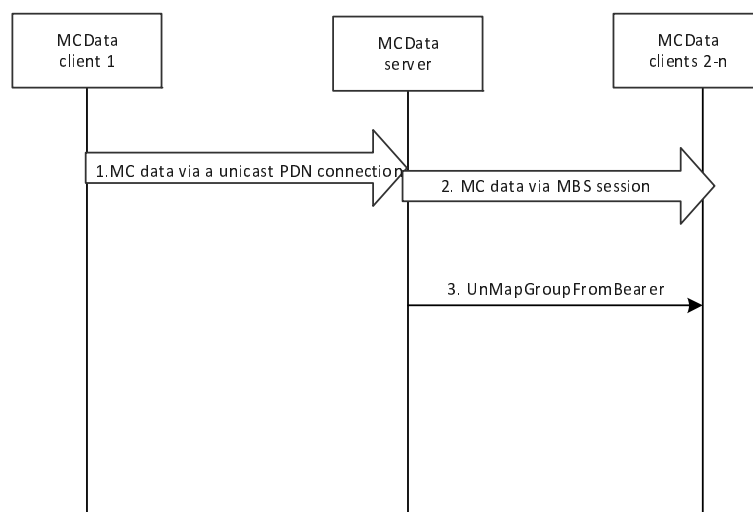 MCData
client 1
MCData
server
MCData
clients 2-n
1.MC data via a unicast PDN connection
2. MC data via MBS session
3. UnMapGroupFromBearer